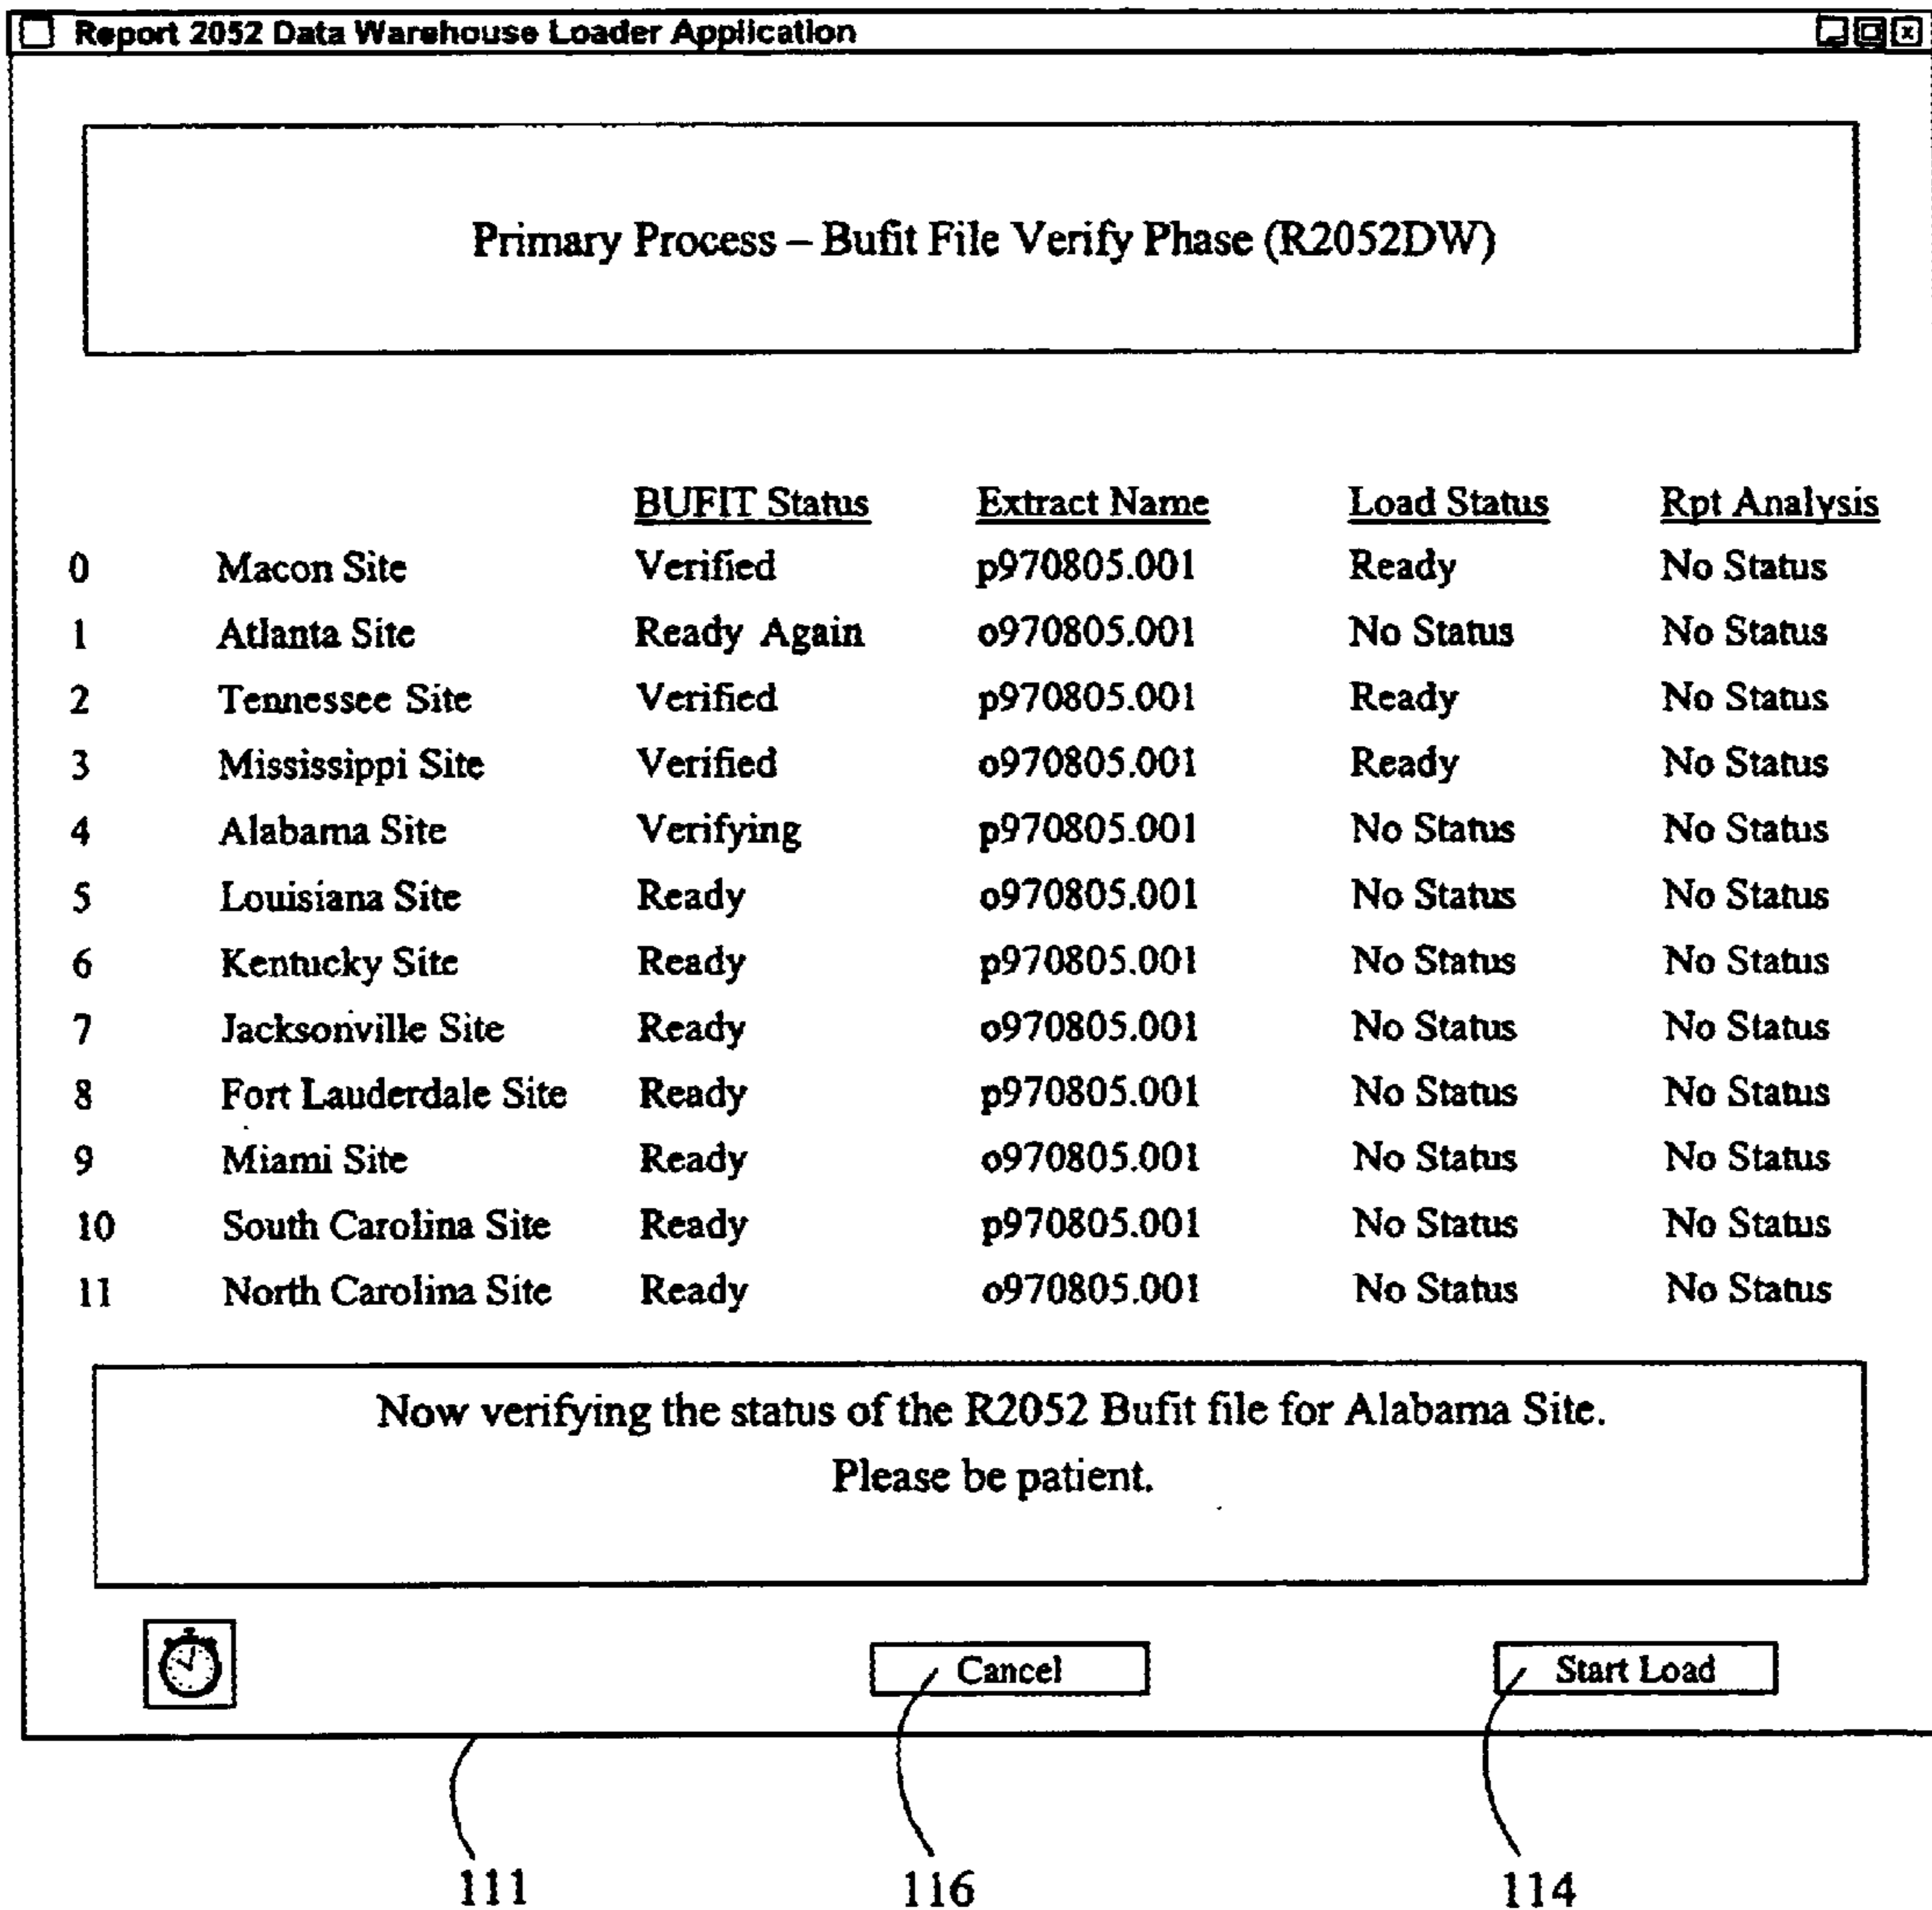 Report 2052 Data Warehouse Loader Application
Primary Process – Bufit File Verify Phase (R2052DW)
BUFIT Status Extract Name Load Status Rpt Analysis
0 Macon Site Verified p970805.001 Ready No Status
1 Atlanta Site Ready Again o970805.001 No Status No Status
2 Tennessee Site Verified p970805.001 Ready No Status
3 Mississippi Site Verified o970805.001 Ready No Status
4 Alabama Site Verifying p970805.001 No Status No Status
5 Louisiana Site Ready o970805.001 No Status No Status
6 Kentucky Site Ready p970805.001 No Status No Status
7 Jacksonville Site Ready o970805.001 No Status No Status
8 Fort Lauderdale Site Ready p970805.001 No Status No Status
9 Miami Site Ready o970805.001 No Status No Status
10 South Carolina Site Ready p970805.001 No Status No Status
11 North Carolina Site Ready o970805.001 No Status No Status
Now verifying the status of the R2052 Bufit file for Alabama Site.
Please be patient.
Cancel Start Load
111 116 114